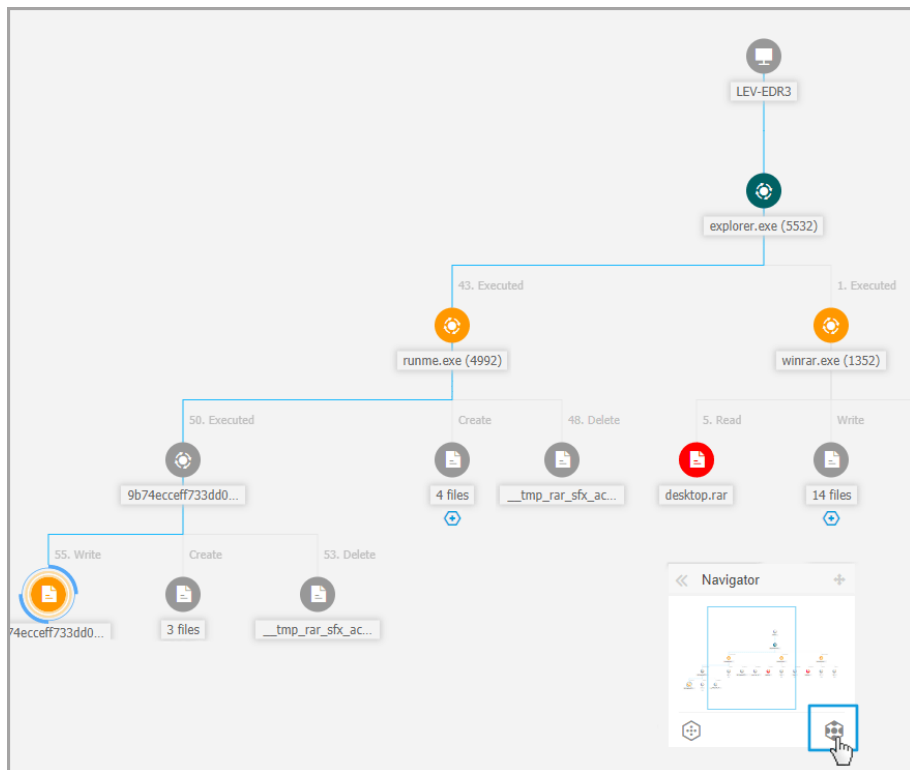 LEV-EDR3
explorer.exe (5532)
43. Executed
1. Executed
runme.exe (4992)
winrar.exe (1352)
50. Executed
Create
48. Delete
5. Read
Write
9b74ecceff733dd0...
4 files
__tmp_rar_sfx_ac...
desktop.rar
14 files
55. Write
Create
53. Delete
74ecceff733dd0...
3 files
__tmp_rar_sfx_ac...
Navigator